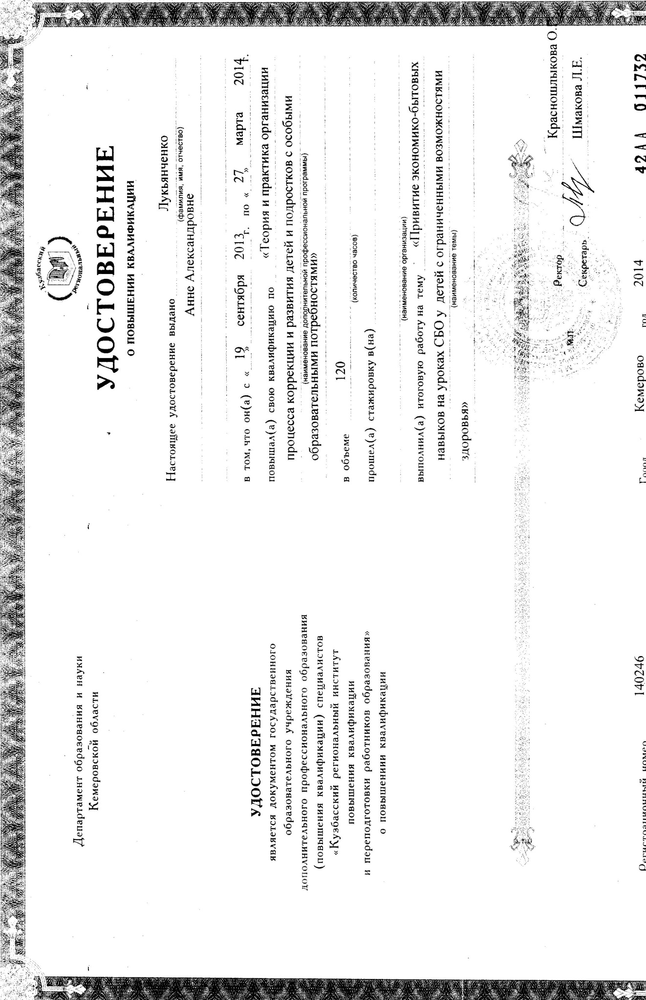 Департамент образования и науки
Кемеровской области
УДОСТОВЕРЕНИЕ
является документом государственного
образовательного учреждения
дополнительного профессионального образования
(повышения квалификации) специалистов
«Кузбасский региональный институт
повышения квалификации
и переподготовки работников образования»
о повышении квалификации
Регистрационный номер 140246
Кузбасский
региональный
УДОСТОВЕРЕНИЕ
О ПОВЫШЕНИИ КВАЛИФИКАЦИИ
Настоящее удостоверение выдано Лукьянченко
(фамилия, имя, отчество)
Анне Александровне
в том, что он(а) с « 19 » сентября 2013 г. по « 27 » марта 2014 г.
повышал(а) свою квалификацию по «Теория и практика организации
процесса коррекции и развития детей и подростков с особыми
(наименование дополнительной профессиональной программы)
образовательными потребностями»
в объеме 120
(количество часов)
прошел(а) стажировку в(на)
(наименование организации)
выполнил(а) итоговую работу на тему «Привитие экономико-бытовых
навыков на уроках СБО у детей с ограниченными возможностями
(наименование темы)
здоровья»
Ректор Красношлыкова О.
М.П.
Секретарь Шмакова Л.Е.
Город Кемерово год 2014 42 АА 011732